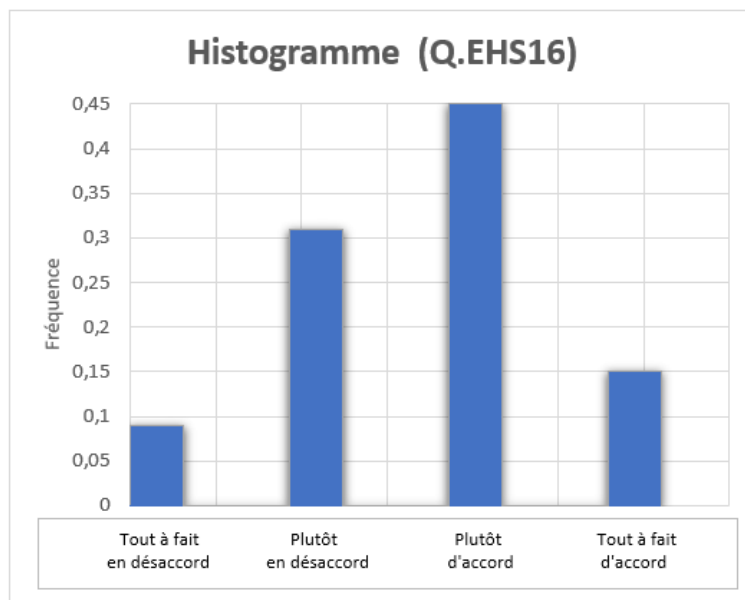 Histogramme (Q.EHS16)
0,45
0,4
0,35
0,3
0,25
0,2
0,15
0,1
0,05
0
Fréquence
Tout à fait
en désaccord
Plutôt
en désaccord
Plutôt
d'accord
Tout à fait
d'accord